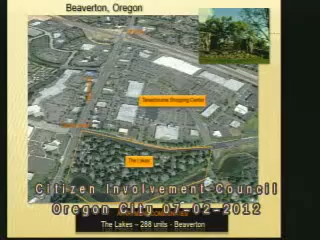 Beaverton, Oregon
Tanasbourne Shopping Center
The Lakes
Citizen Involvement Council
Oregon City 07-02-2012
The Lakes – 288 units - Beaverton